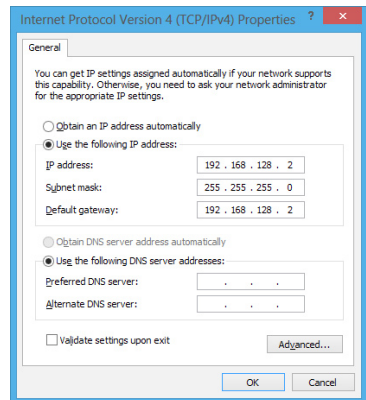 Internet Protocol Version 4 (TCP/IPv4) Properties ? ×
General
You can get IP settings assigned automatically if your network supports
this capability. Otherwise, you need to ask your network administrator
for the appropriate IP settings.
Obtain an IP address automatically
Use the following IP address:
IP address: 192 . 168 . 128 . 2
Subnet mask: 255 . 255 . 255 . 0
Default gateway: 192 . 168 . 128 . 2
Obtain DNS server address automatically
Use the following DNS server addresses:
Preferred DNS server: . . .
Alternate DNS server: . . .
Validate settings upon exit
Advanced...
OK Cancel